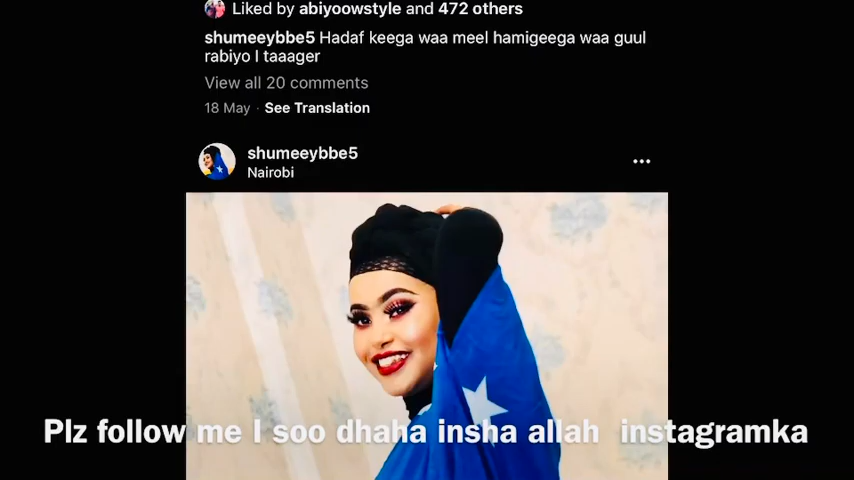 Liked by abiyoowstyle and 472 others
shumeeybbe5 Hadaf keega waa meel hamigeega waa guul
rabiyo I taaager
View all 20 comments
18 May · See Translation
shumeeybbe5
Nairobi
Plz follow me I soo dhaha insha allah instagramka